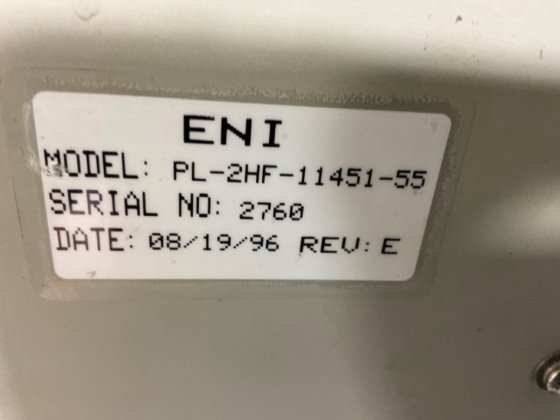 ENI
MODEL: PL-2HF-11451-55
SERIAL NO: 2760
DATE: 08/19/96 REV: E